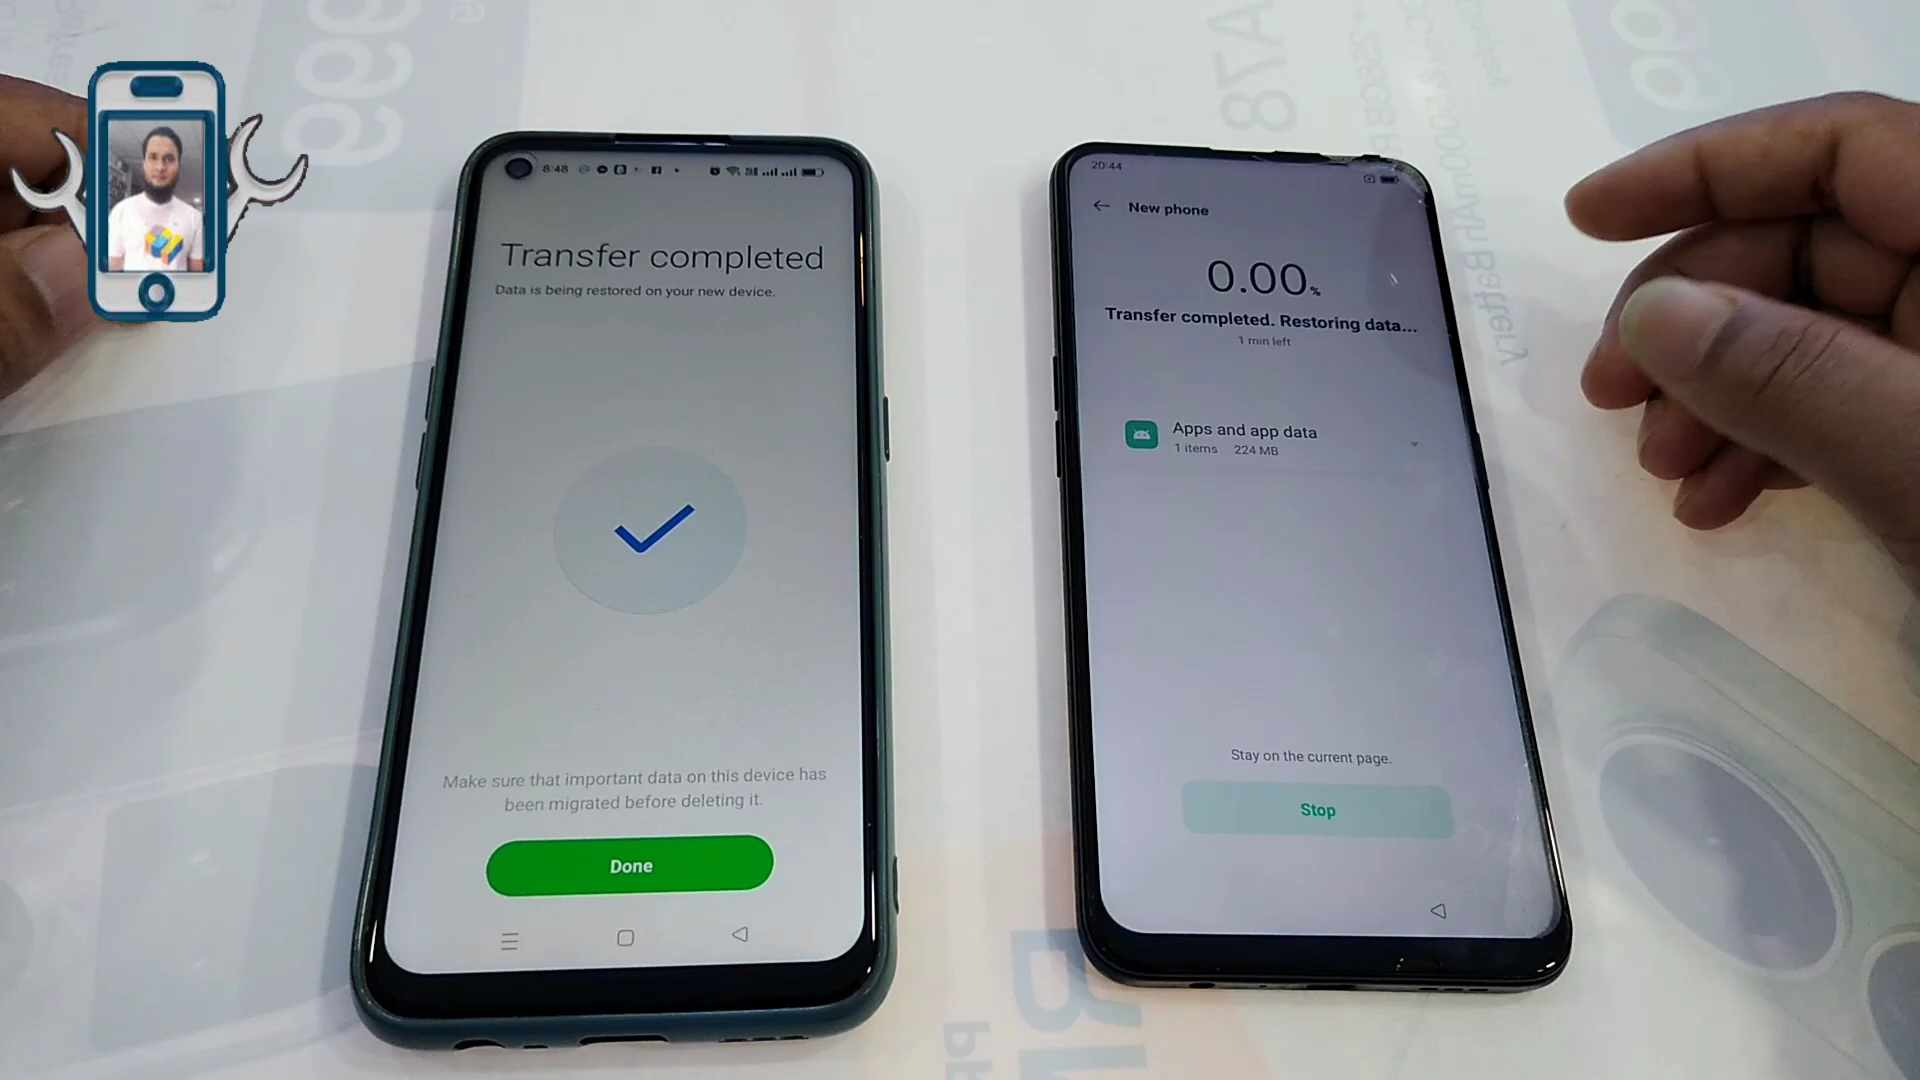 8:48
Transfer completed
Data is being restored on your new device.
Make sure that important data on this device has
been migrated before deleting it.
Done
20:44
New phone
0.00%
Transfer completed. Restoring data...
1 min left
Apps and app data
1 items 224 MB
Stay on the current page.
Stop
A78
999